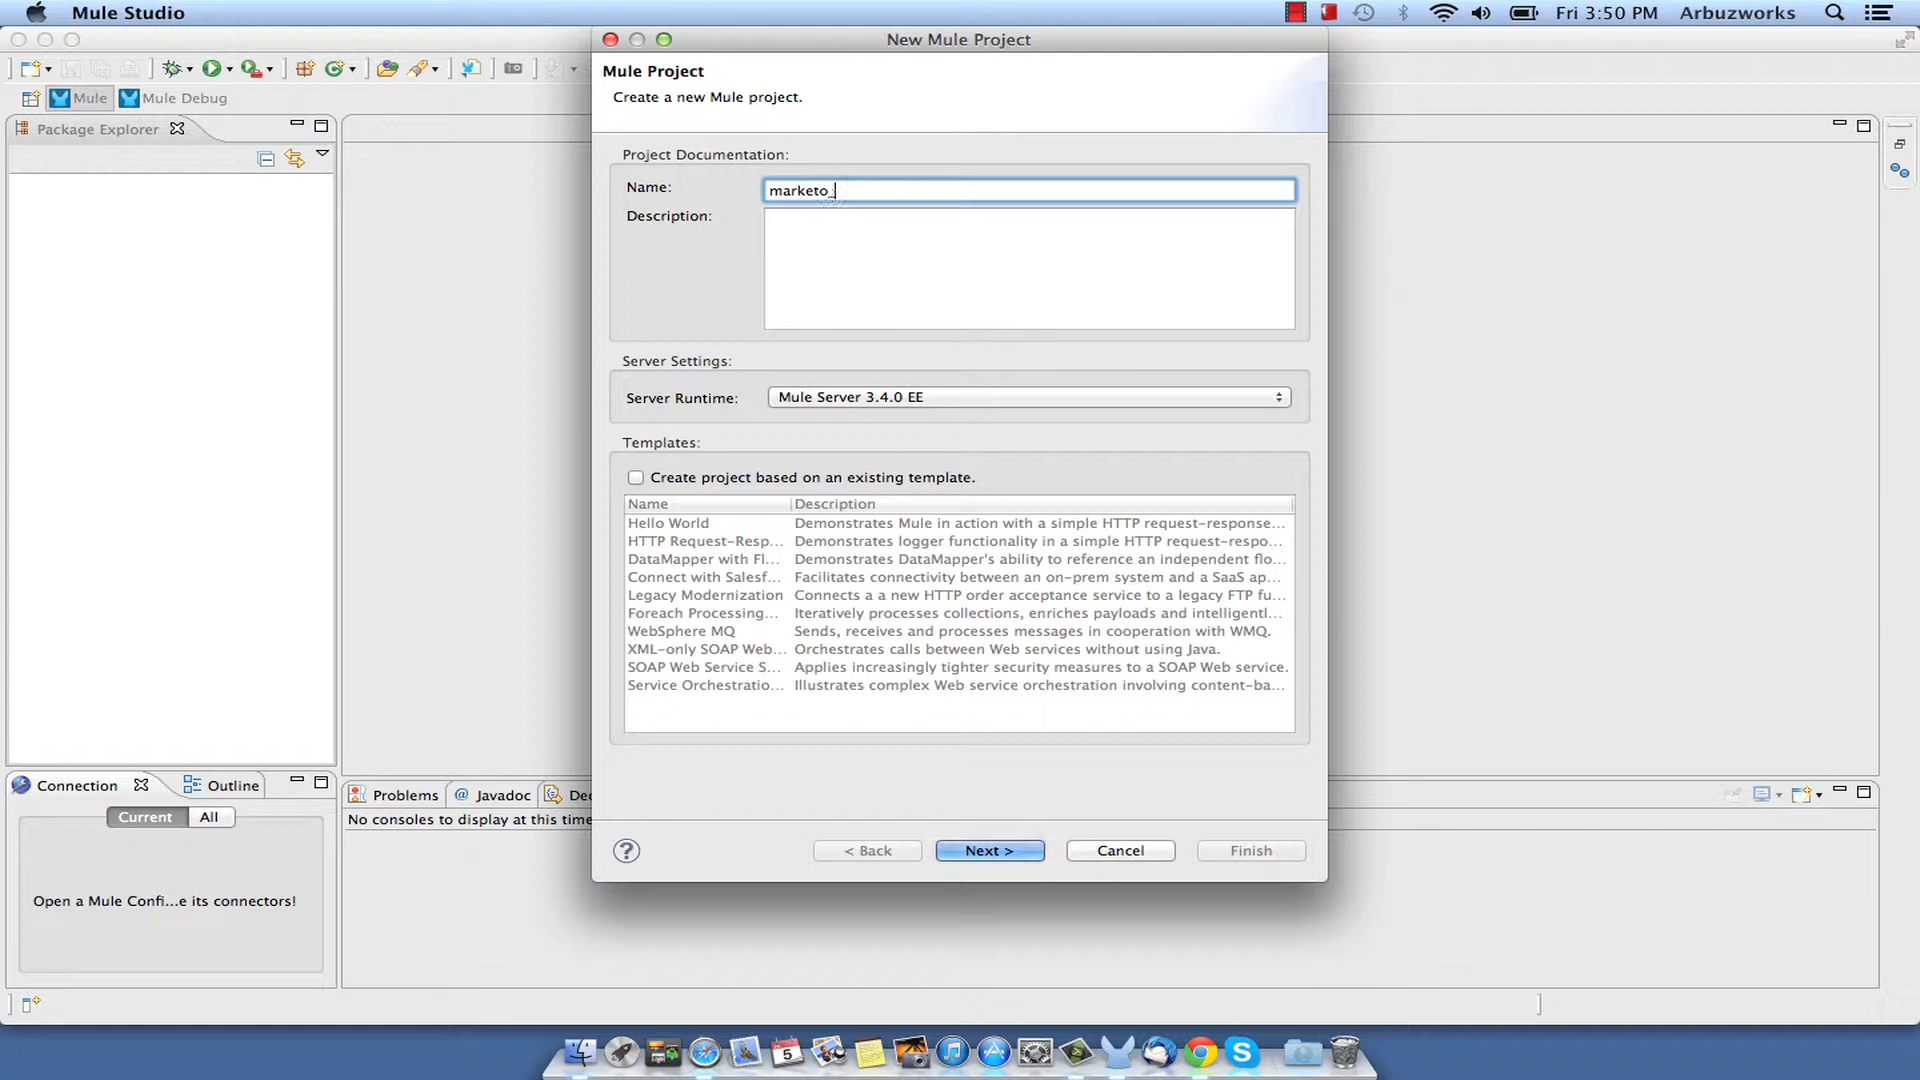 Mule Studio
Fri 3:50 PM
Arbuzworks
New Mule Project
Mule
Mule Debug
Mule Project
Create a new Mule project.
Package Explorer
Project Documentation:
Name:
marketo_
Description:
Server Settings:
Server Runtime:
Mule Server 3.4.0 EE
Templates:
Create project based on an existing template.
Name
Description
Hello World
Demonstrates Mule in action with a simple HTTP request-response...
HTTP Request-Resp...
Demonstrates logger functionality in a simple HTTP request-respo...
DataMapper with Fl...
Demonstrates DataMapper's ability to reference an independent flo...
Connect with Salesf...
Facilitates connectivity between an on-prem system and a SaaS ap...
Legacy Modernization
Connects a a new HTTP order acceptance service to a legacy FTP fu...
Foreach Processing...
Iteratively processes collections, enriches payloads and intelligentl...
WebSphere MQ
Sends, receives and processes messages in cooperation with WMQ.
XML-only SOAP Web...
Orchestrates calls between Web services without using Java.
SOAP Web Service S...
Applies increasingly tighter security measures to a SOAP Web service.
Service Orchestratio...
Illustrates complex Web service orchestration involving content-ba...
Connection
Outline
Current
All
Open a Mule Confi...e its connectors!
Problems
@ Javadoc
De
No consoles to display at this time
?
< Back
Next >
Cancel
Finish
5